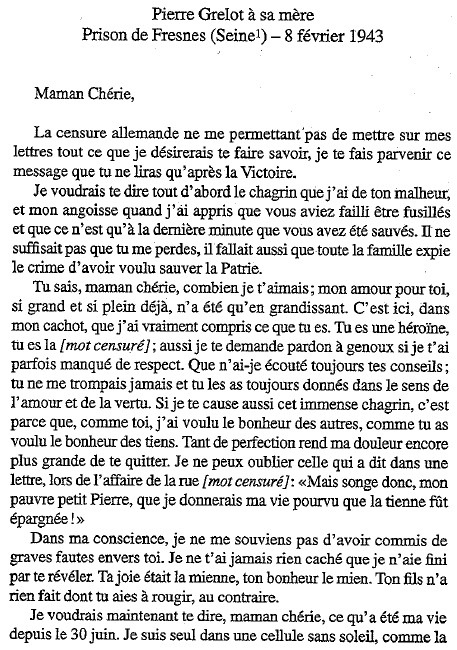 Pierre Grelot à sa mère
Prison de Fresnes (Seine¹) – 8 février 1943
Maman Chérie,
La censure allemande ne me permettant pas de mettre sur mes
lettres tout ce que je désirerais te faire savoir, je te fais parvenir ce
message que tu ne liras qu'après la Victoire.
Je voudrais te dire tout d'abord le chagrin que j'ai de ton malheur,
et mon angoisse quand j'ai appris que vous aviez failli être fusillés
et que ce n'est qu'à la dernière minute que vous avez été sauvés. Il ne
suffisait pas que tu me perdes, il fallait aussi que toute la famille expie
le crime d'avoir voulu sauver la Patrie.
Tu sais, maman chérie, combien je t'aimais ; mon amour pour toi,
si grand et si plein déjà, n'a été qu'en grandissant. C'est ici, dans
mon cachot, que j'ai vraiment compris ce que tu es. Tu es une héroïne,
tu es la [mot censuré] ; aussi je te demande pardon à genoux si je t'ai
parfois manqué de respect. Que n'ai-je écouté toujours tes conseils ;
tu ne me trompais jamais et tu les as toujours donnés dans le sens de
l'amour et de la vertu. Si je te cause aussi cet immense chagrin, c'est
parce que, comme toi, j'ai voulu le bonheur des autres, comme tu as
voulu le bonheur des tiens. Tant de perfection rend ma douleur encore
plus grande de te quitter. Je ne peux oublier celle qui a dit dans une
lettre, lors de l'affaire de la rue [mot censuré] : «Mais songe donc, mon
pauvre petit Pierre, que je donnerais ma vie pourvu que la tienne fût
épargnée !»
Dans ma conscience, je ne me souviens pas d'avoir commis de
graves fautes envers toi. Je ne t'ai jamais rien caché que je n'aie fini
par te révéler. Ta joie était la mienne, ton bonheur le mien. Ton fils n'a
rien fait dont tu aies à rougir, au contraire.
Je voudrais maintenant te dire, maman chérie, ce qu'a été ma vie
depuis le 30 juin. Je suis seul dans une cellule sans soleil, comme la